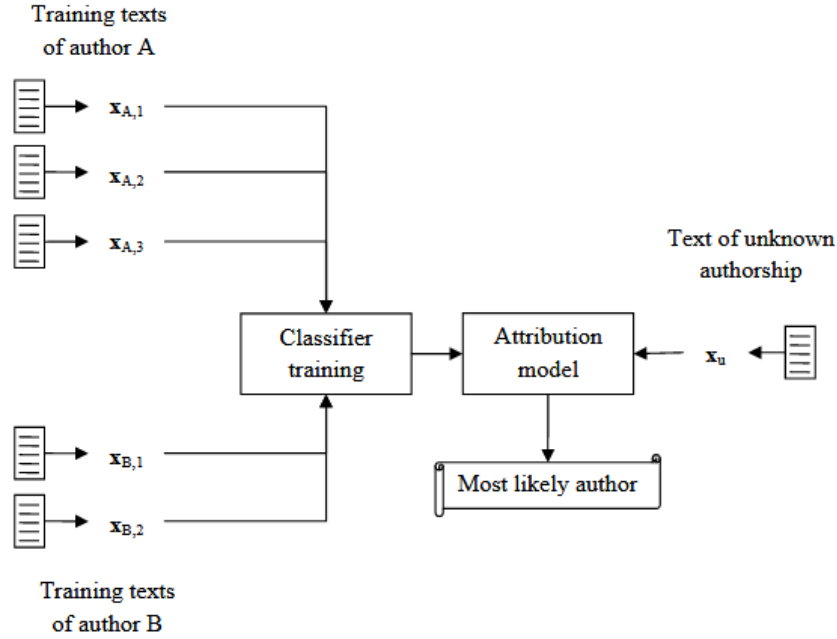 Training texts
of author A
x_A,1
x_A,2
x_A,3
Text of unknown
authorship
Classifier
training
Attribution
model
x_u
Most likely author
x_B,1
x_B,2
Training texts
of author B